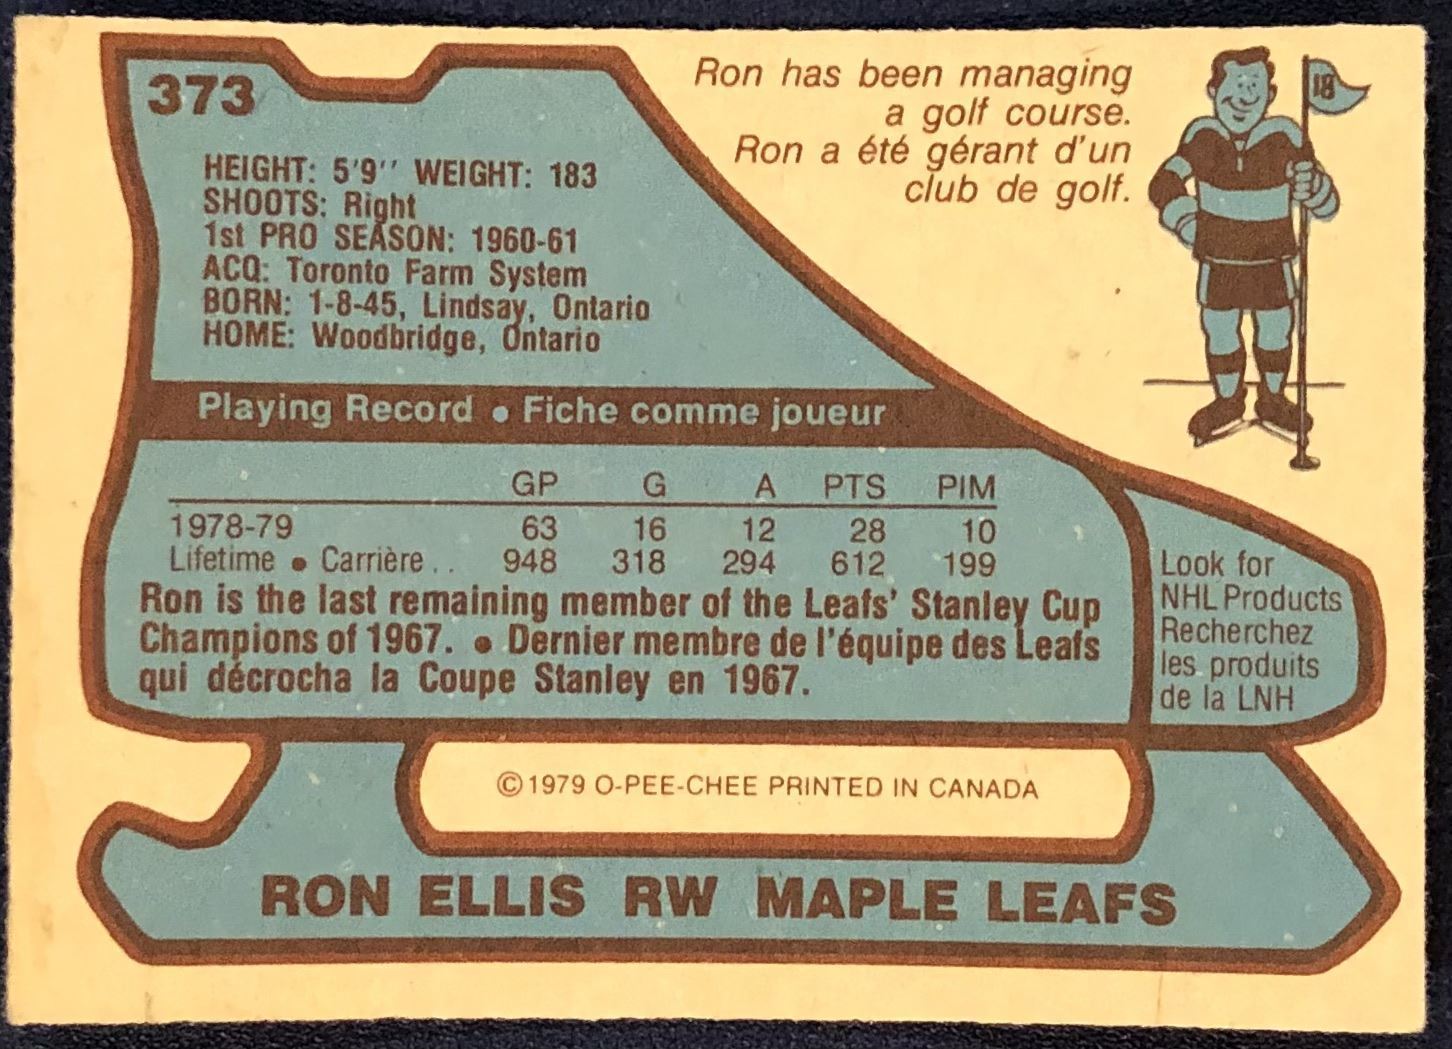 373
Ron has been managing
a golf course.
Ron a été gérant d'un
club de golf.
18
HEIGHT: 5'9'' WEIGHT: 183
SHOOTS: Right
1st PRO SEASON: 1960-61
ACQ: Toronto Farm System
BORN: 1-8-45, Lindsay, Ontario
HOME: Woodbridge, Ontario
Playing Record • Fiche comme joueur
GP G A PTS PIM
1978-79 63 16 12 28 10
Lifetime • Carrière .. 948 318 294 612 199
Ron is the last remaining member of the Leafs' Stanley Cup
Champions of 1967. • Dernier membre de l'équipe des Leafs
qui décrocha la Coupe Stanley en 1967.
Look for
NHL Products
Recherchez
les produits
de la LNH
©1979 O-PEE-CHEE PRINTED IN CANADA
RON ELLIS RW MAPLE LEAFS